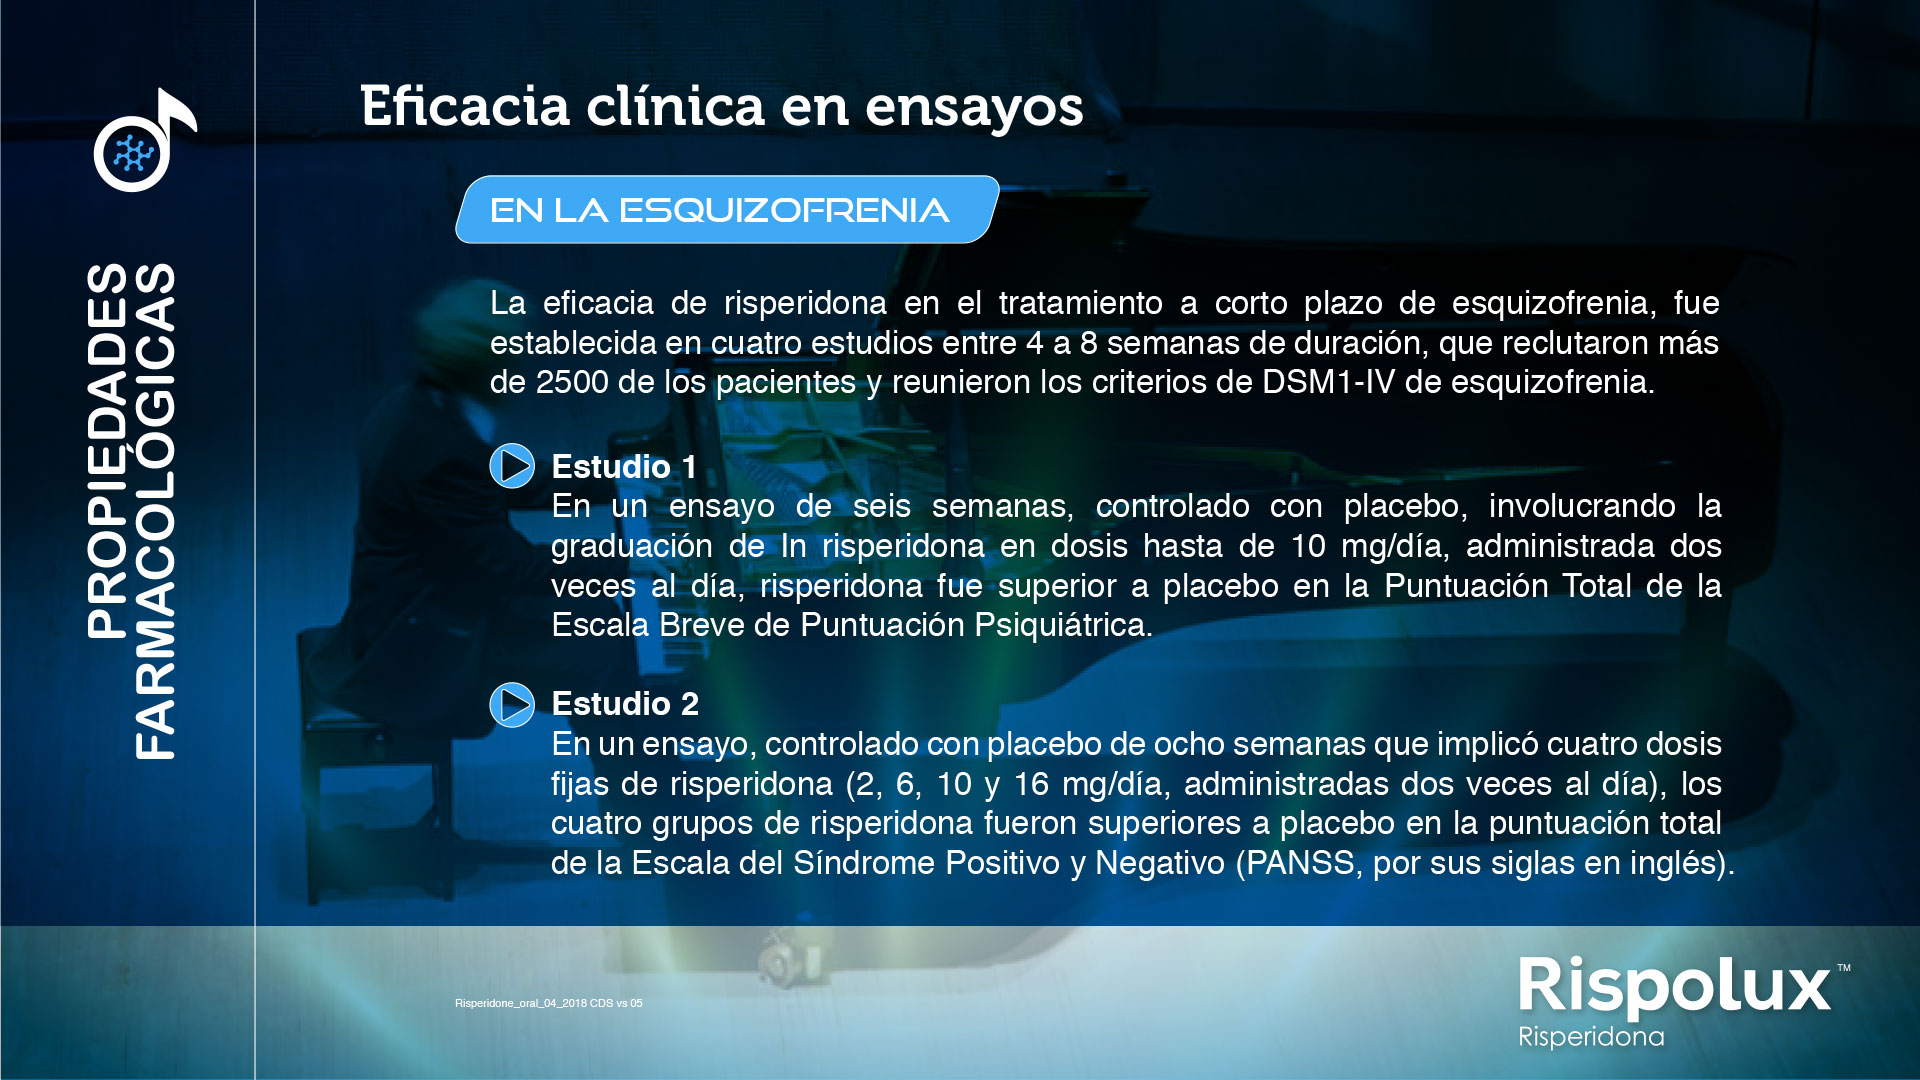 PROPIEDADES
FARMACOLÓGICAS
Eficacia clínica en ensayos
EN LA ESQUIZOFRENIA
La eficacia de risperidona en el tratamiento a corto plazo de esquizofrenia, fue
establecida en cuatro estudios entre 4 a 8 semanas de duración, que reclutaron más
de 2500 de los pacientes y reunieron los criterios de DSM1-IV de esquizofrenia.
Estudio 1
En un ensayo de seis semanas, controlado con placebo, involucrando la
graduación de In risperidona en dosis hasta de 10 mg/día, administrada dos
veces al día, risperidona fue superior a placebo en la Puntuación Total de la
Escala Breve de Puntuación Psiquiátrica.
Estudio 2
En un ensayo, controlado con placebo de ocho semanas que implicó cuatro dosis
fijas de risperidona (2, 6, 10 y 16 mg/día, administradas dos veces al día), los
cuatro grupos de risperidona fueron superiores a placebo en la puntuación total
de la Escala del Síndrome Positivo y Negativo (PANSS, por sus siglas en inglés).
Risperidone_oral_04_2018 CDS vs 05
Rispolux™
Risperidona